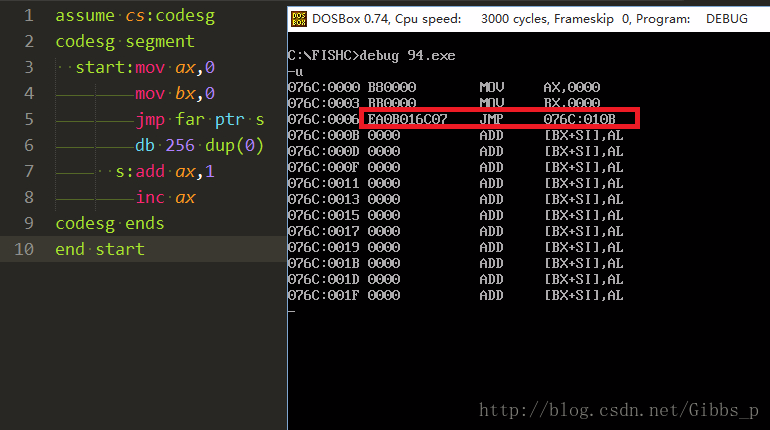 1 assume cs:codesg
2 codesg segment
3 start:mov ax,0
4 mov bx,0
5 jmp far ptr s
6 db 256 dup(0)
7 s:add ax,1
8 inc ax
9 codesg ends
10 end start
DOSBox 0.74, Cpu speed: 3000 cycles, Frameskip 0, Program: DEBUG
C:\FISHC>debug 94.exe
-u
076C:0000 B80000 MOV AX,0000
076C:0003 BB0000 MOV BX,0000
076C:0006 EA0B016C07 JMP 076C:010B
076C:000B 0000 ADD [BX+SI],AL
076C:000D 0000 ADD [BX+SI],AL
076C:000F 0000 ADD [BX+SI],AL
076C:0011 0000 ADD [BX+SI],AL
076C:0013 0000 ADD [BX+SI],AL
076C:0015 0000 ADD [BX+SI],AL
076C:0017 0000 ADD [BX+SI],AL
076C:0019 0000 ADD [BX+SI],AL
076C:001B 0000 ADD [BX+SI],AL
076C:001D 0000 ADD [BX+SI],AL
076C:001F 0000 ADD [BX+SI],AL
-
http://blog.csdn.net/Gibbs_p